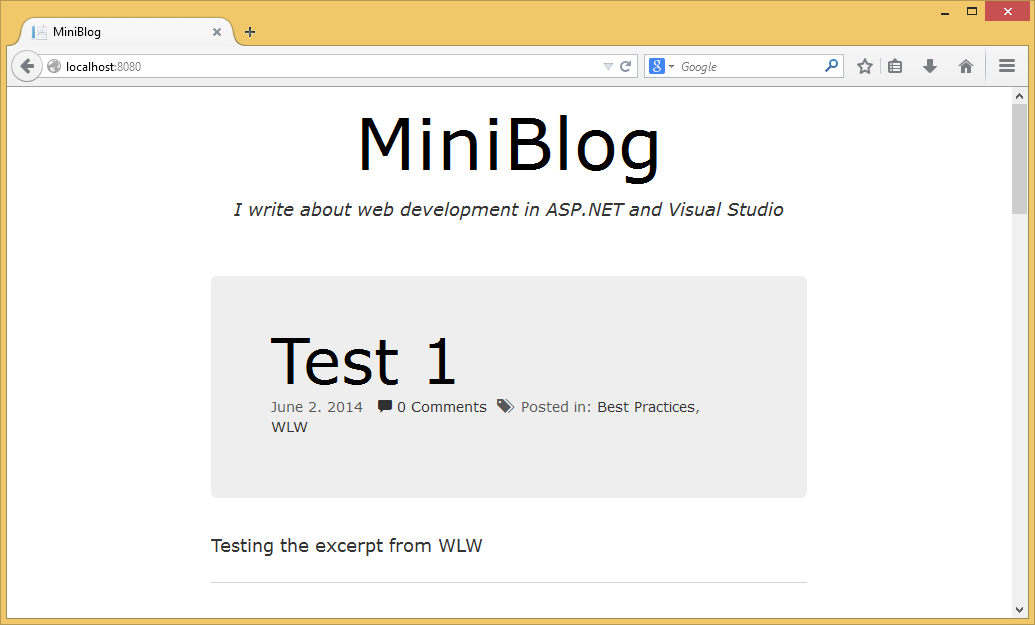 MiniBlog
localhost:8080
Google
MiniBlog
I write about web development in ASP.NET and Visual Studio
Test 1
June 2. 2014 0 Comments Posted in: Best Practices,
WLW
Testing the excerpt from WLW